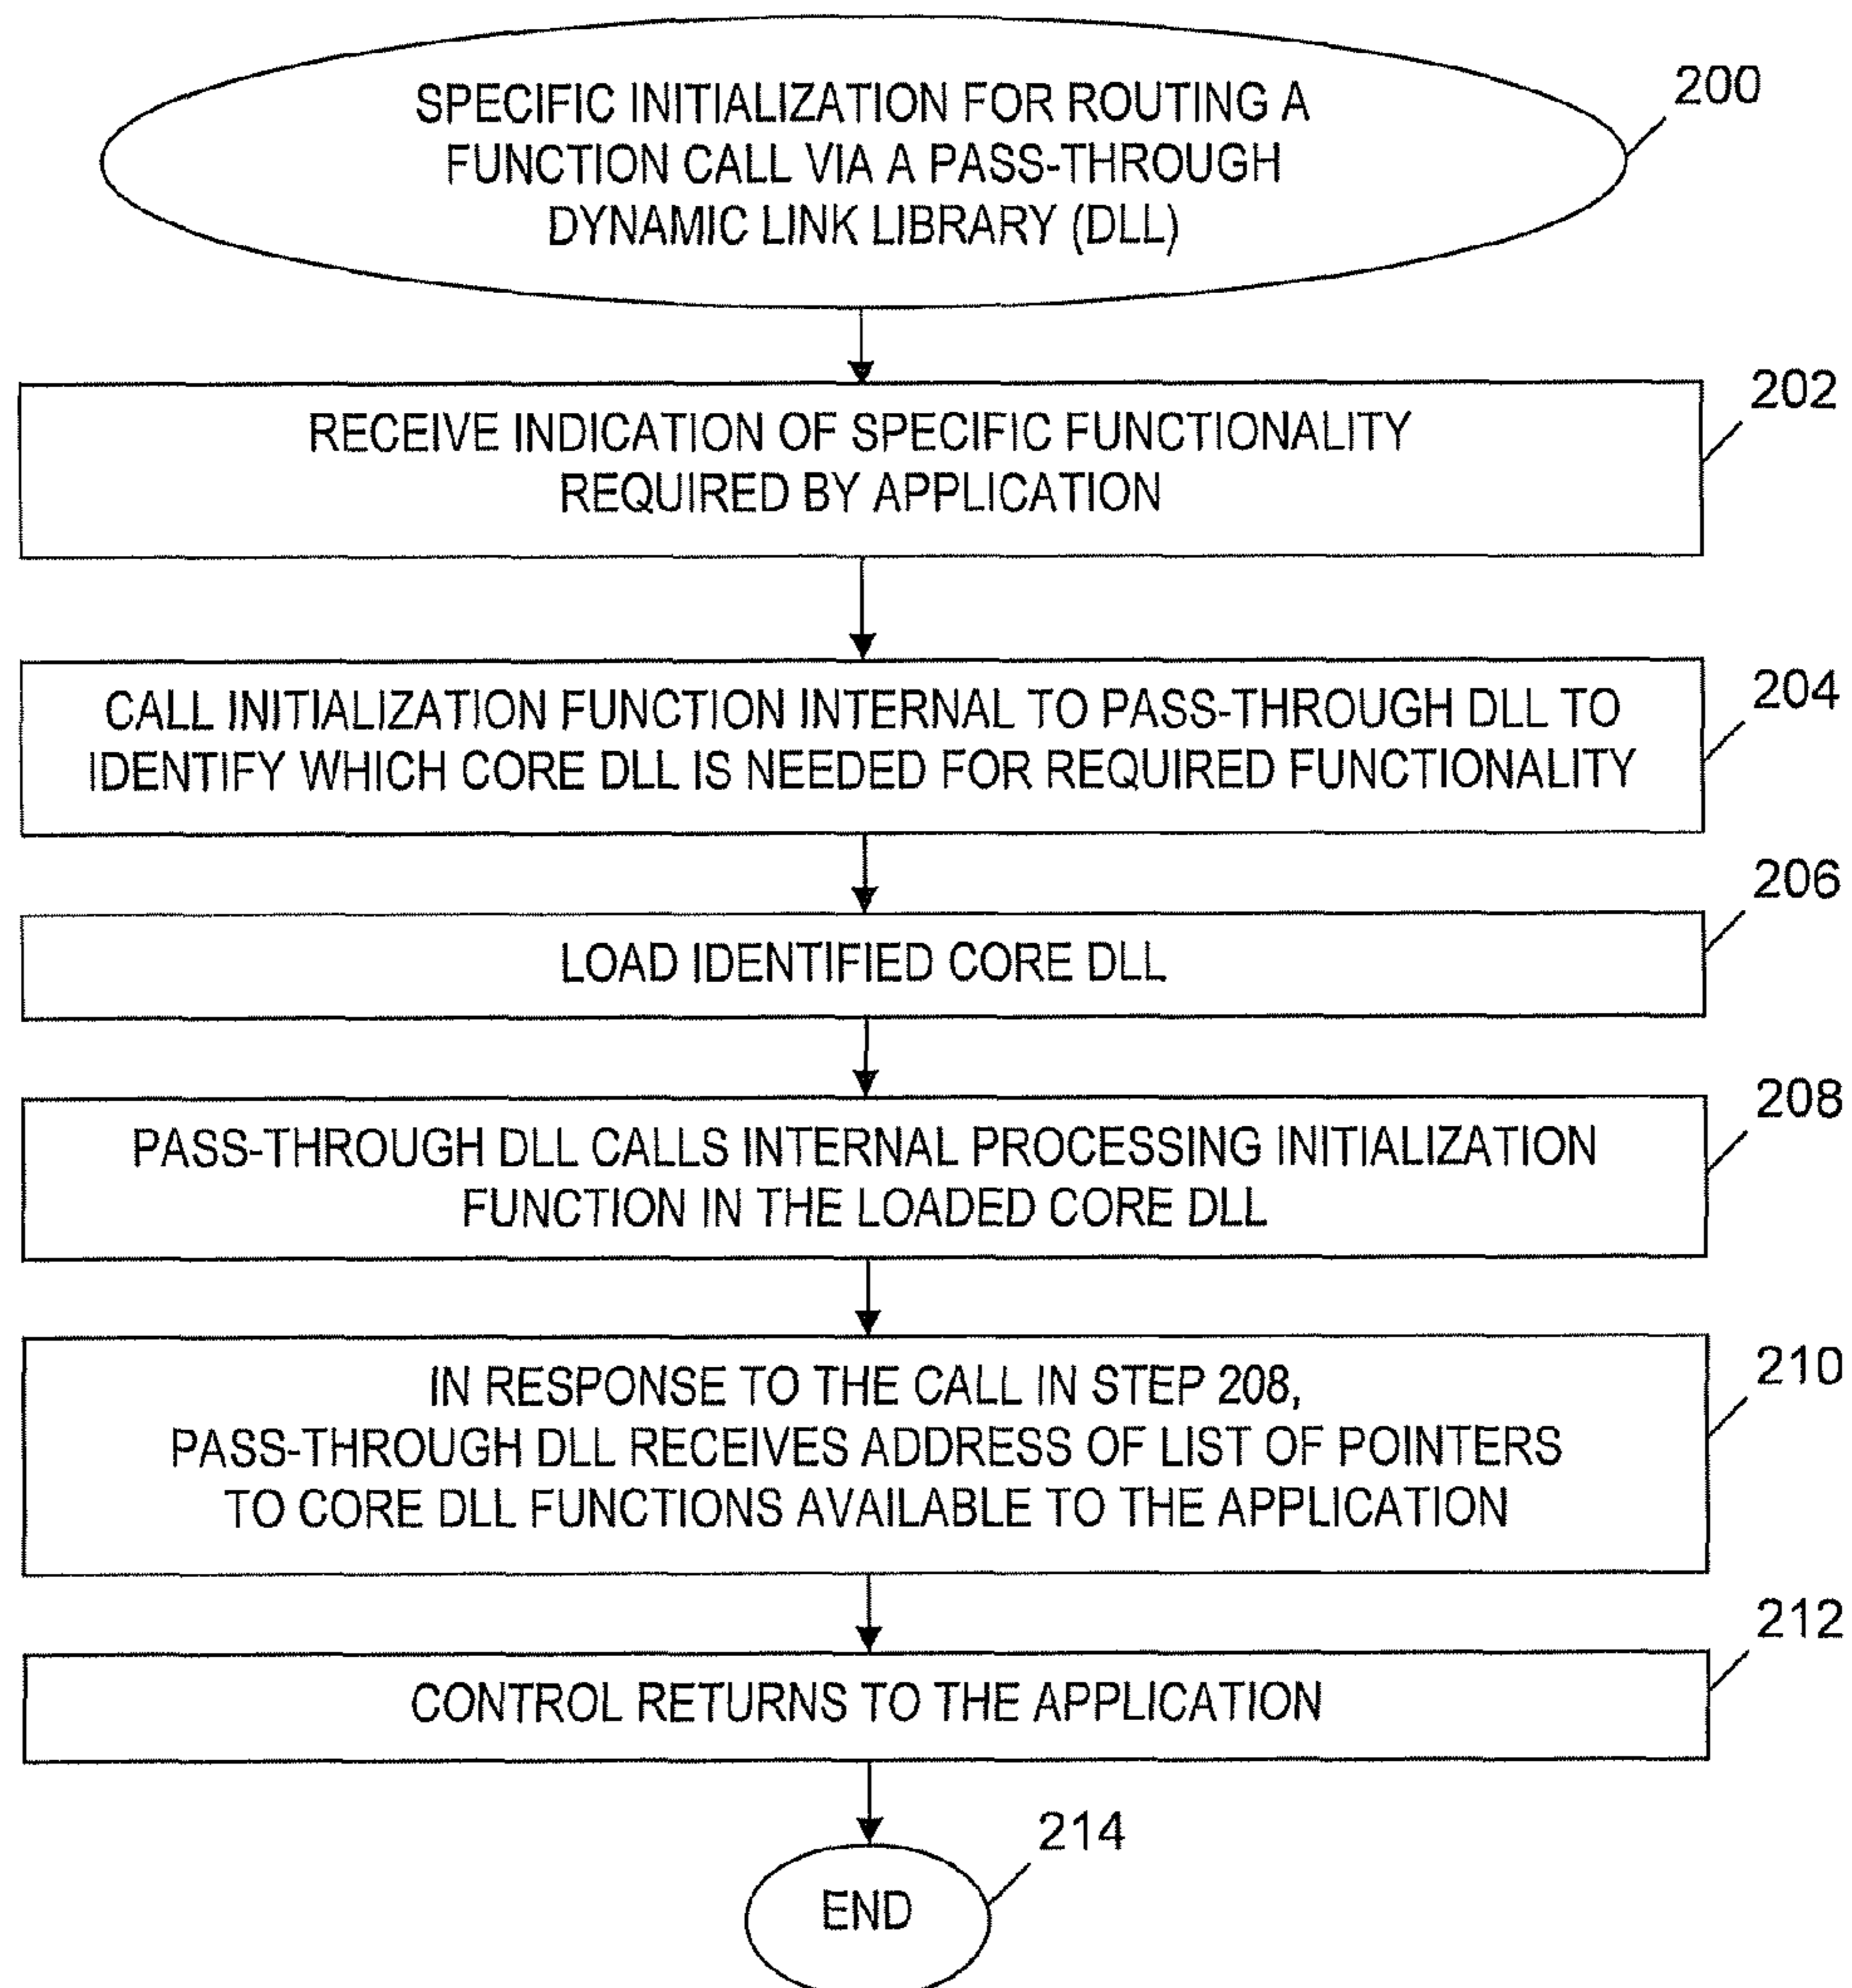 SPECIFIC INITIALIZATION FOR ROUTING A
FUNCTION CALL VIA A PASS-THROUGH
DYNAMIC LINK LIBRARY (DLL)
200
RECEIVE INDICATION OF SPECIFIC FUNCTIONALITY
REQUIRED BY APPLICATION
202
CALL INITIALIZATION FUNCTION INTERNAL TO PASS-THROUGH DLL TO
IDENTIFY WHICH CORE DLL IS NEEDED FOR REQUIRED FUNCTIONALITY
204
LOAD IDENTIFIED CORE DLL
206
PASS-THROUGH DLL CALLS INTERNAL PROCESSING INITIALIZATION
FUNCTION IN THE LOADED CORE DLL
208
IN RESPONSE TO THE CALL IN STEP 208,
PASS-THROUGH DLL RECEIVES ADDRESS OF LIST OF POINTERS
TO CORE DLL FUNCTIONS AVAILABLE TO THE APPLICATION
210
CONTROL RETURNS TO THE APPLICATION
212
END
214